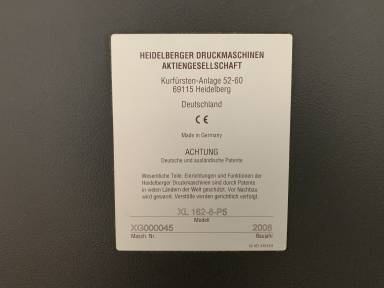 HEIDELBERGER DRUCKMASCHINEN
AKTIENGESELLSCHAFT
Kurfürsten-Anlage 52-60
69115 Heidelberg
Deutschland
CE
Made in Germany
ACHTUNG
Deutsche und ausländische Patente
Wesentliche Teile, Einrichtungen und Funktionen der
Heidelberger Druckmaschinen sind durch Patente
in vielen Ländern der Welt geschützt. Vor Nachbau
wird gewarnt. Verstöße werden gerichtlich verfolgt.
XL 162-6-P5
Modell
XG000045 2008
Masch. Nr. Baujahr